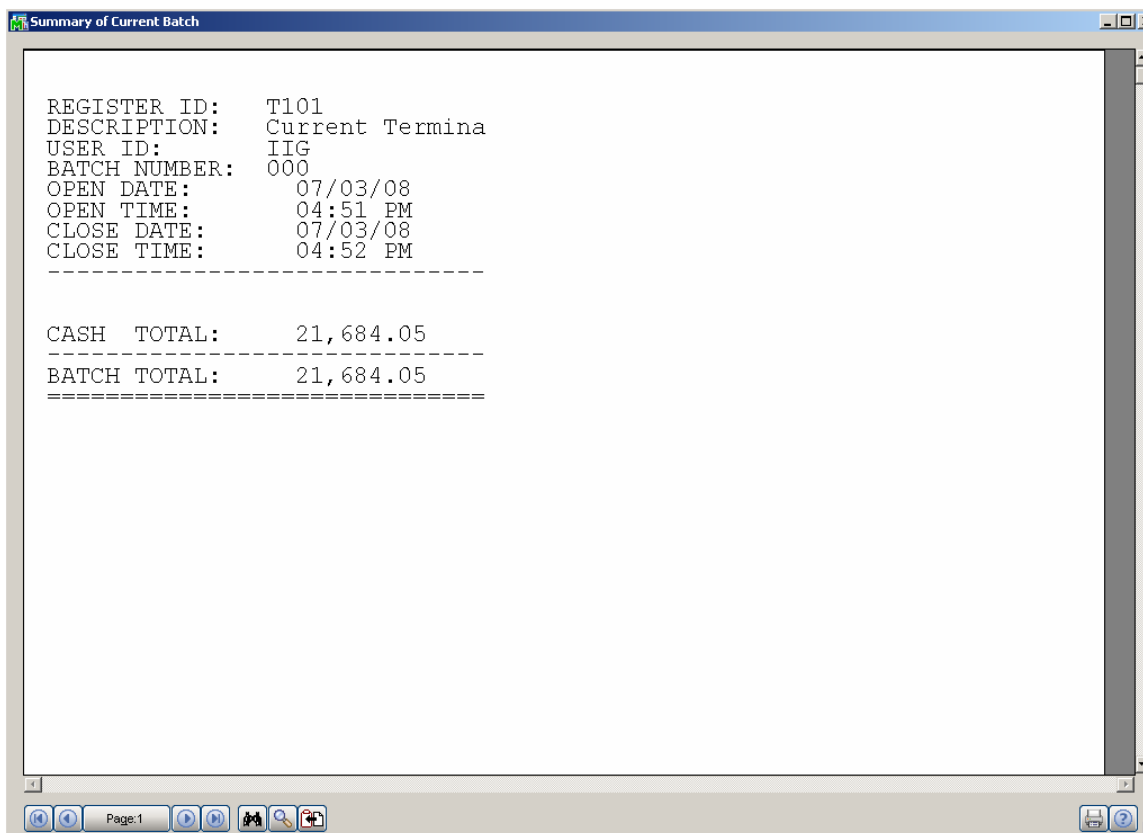 Summary of Current Batch
REGISTER ID: T101
DESCRIPTION: Current Termina
USER ID: IIG
BATCH NUMBER: 000
OPEN DATE: 07/03/08
OPEN TIME: 04:51 PM
CLOSE DATE: 07/03/08
CLOSE TIME: 04:52 PM
------------------------------
CASH TOTAL: 21,684.05
------------------------------
BATCH TOTAL: 21,684.05
==============================
Page:1